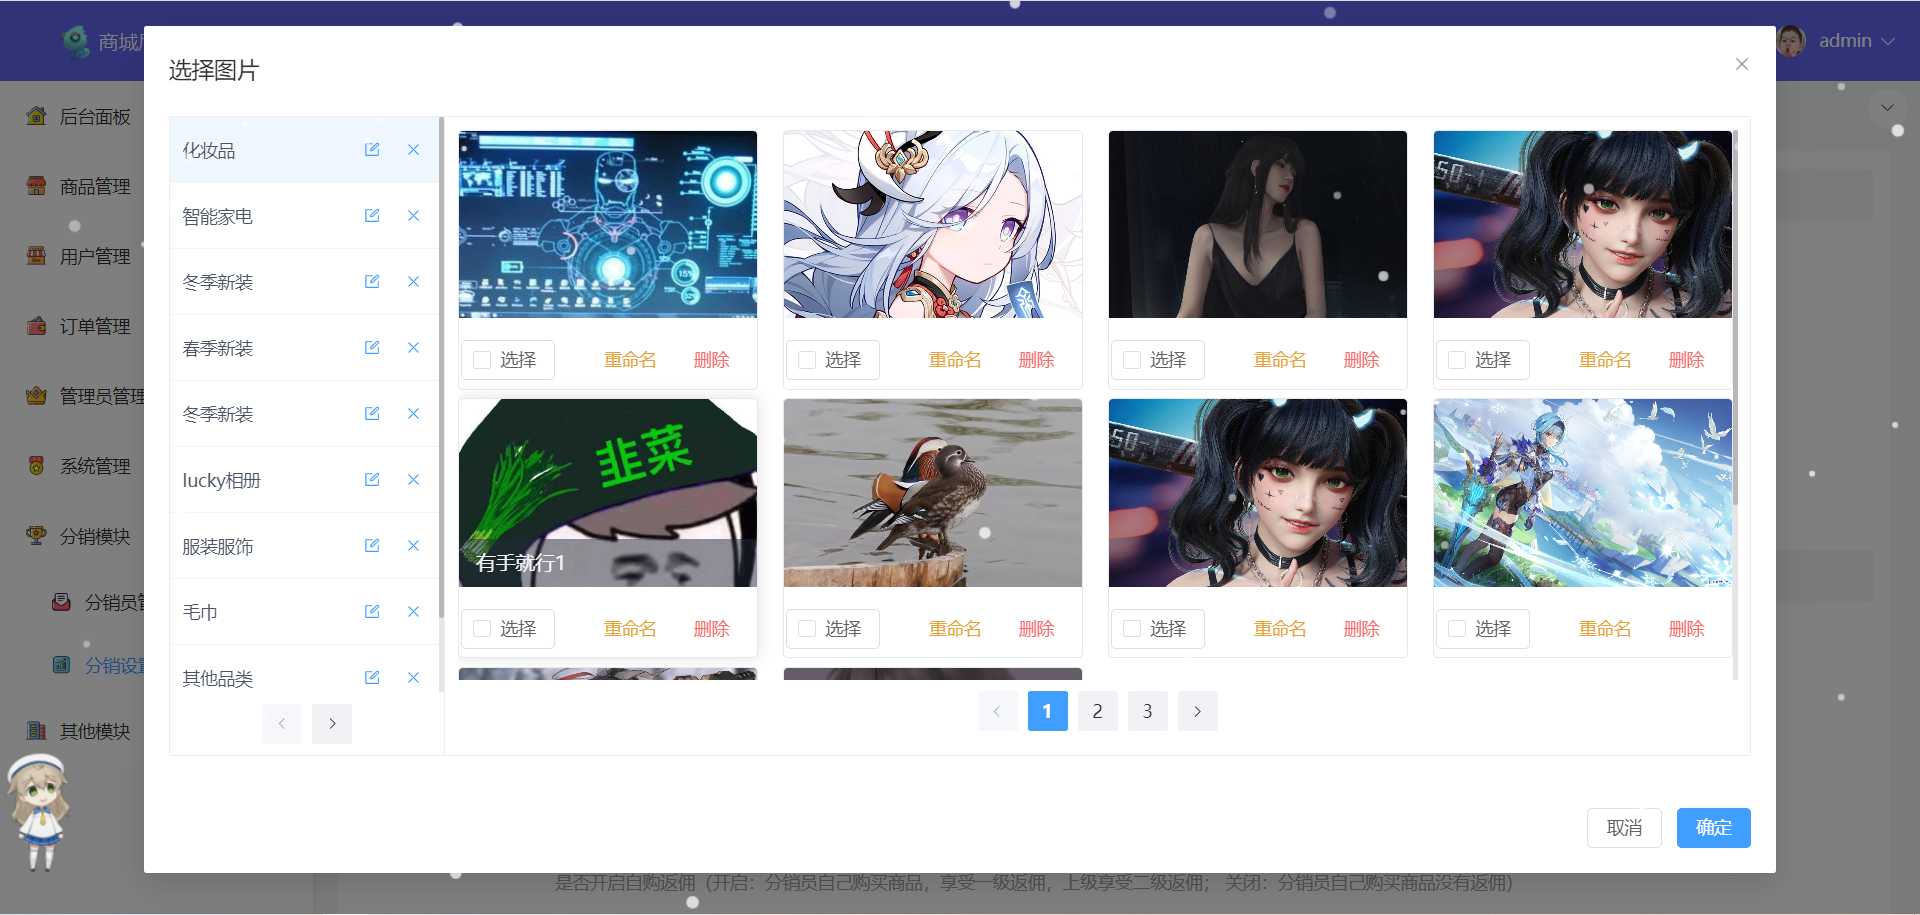 商城
admin
选择图片
后台面板
商品管理
用户管理
订单管理
管理员管理
系统管理
分销模块
分销员
分销设
其他模块
化妆品
智能家电
冬季新装
春季新装
冬季新装
lucky相册
服装服饰
毛巾
其他品类
选择 重命名 删除
选择 重命名 删除
选择 重命名 删除
选择 重命名 删除
韭菜
有手就行1
选择 重命名 删除
选择 重命名 删除
选择 重命名 删除
选择 重命名 删除
1 2 3
取消 确定
是否开启自购返佣（开启：分销员自己购买商品，享受一级返佣，上级享受二级返佣； 关闭：分销员自己购买商品没有返佣）